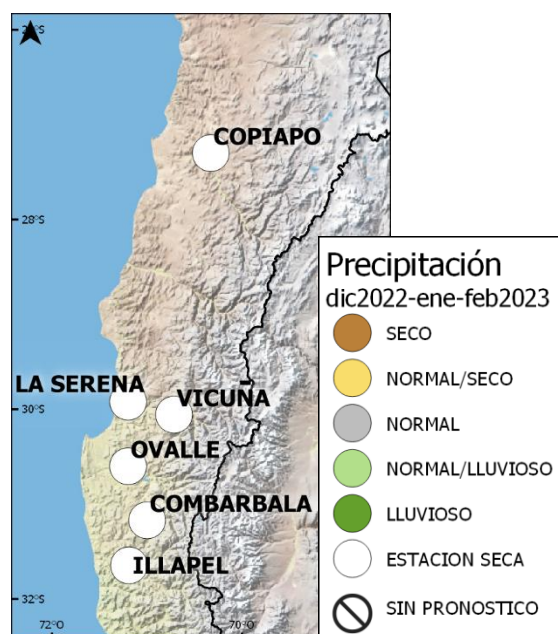 COPIAPO
28°S
LA SERENA
VICUÑA
30°S
OVALLE
COMBARBALA
ILLAPEL
32°S
72°O
70°O
Precipitación
dic2022-ene-feb2023
SECO
NORMAL/SECO
NORMAL
NORMAL/LLUVIOSO
LLUVIOSO
ESTACION SECA
SIN PRONOSTICO